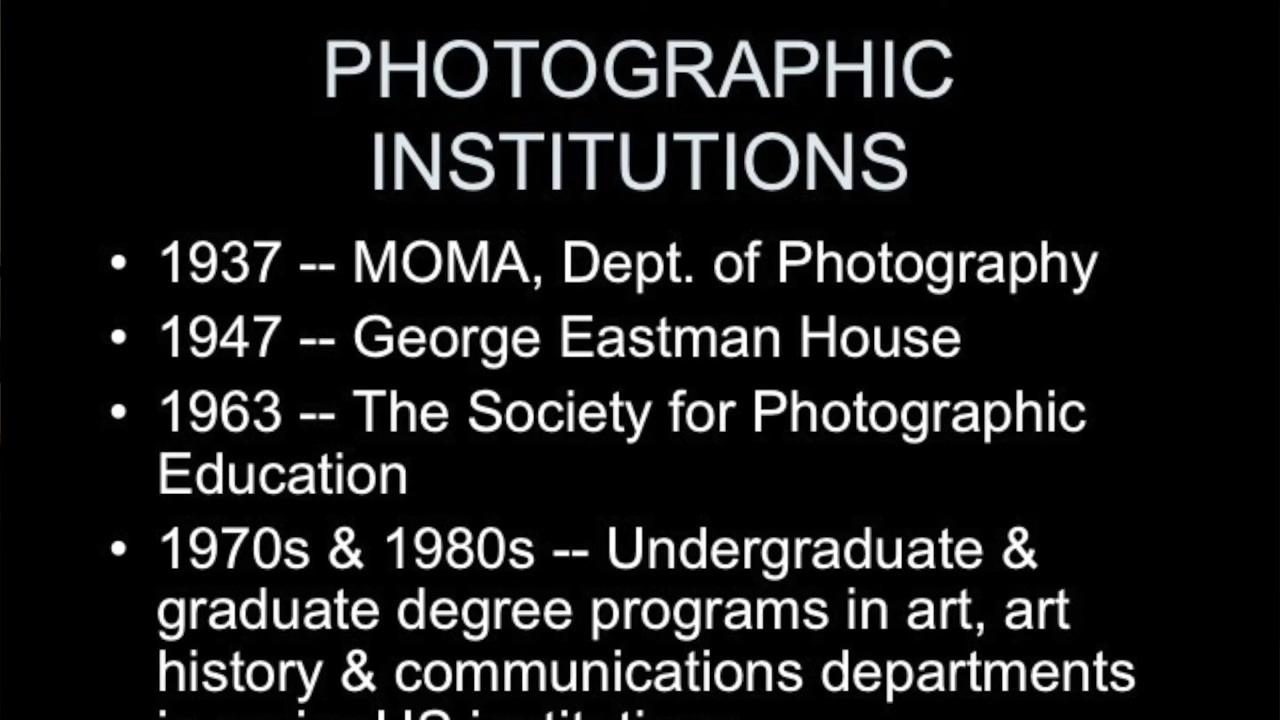 PHOTOGRAPHIC
INSTITUTIONS
• 1937 -- MOMA, Dept. of Photography
• 1947 -- George Eastman House
• 1963 -- The Society for Photographic
Education
• 1970s & 1980s -- Undergraduate &
graduate degree programs in art, art
history & communications departments
US